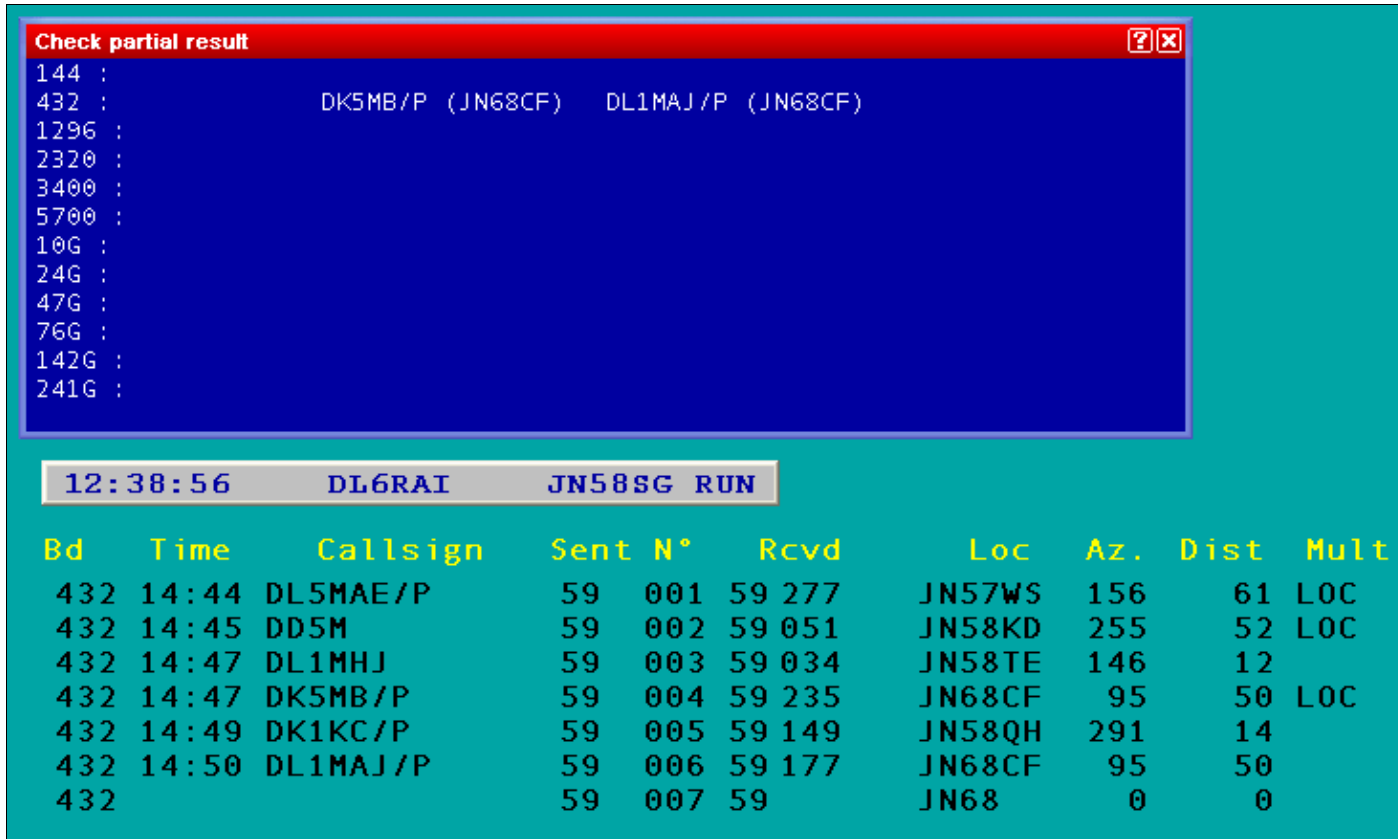 Check partial result ? X
144 :
432 : DK5MB/P (JN68CF) DL1MAJ/P (JN68CF)
1296 :
2320 :
3400 :
5700 :
10G :
24G :
47G :
76G :
142G :
241G :
12:38:56 DL6RAI JN58SG RUN
Bd Time Callsign Sent N° Rcvd Loc Az. Dist Mult
432 14:44 DL5MAE/P 59 001 59 277 JN57WS 156 61 LOC
432 14:45 DD5M 59 002 59 051 JN58KD 255 52 LOC
432 14:47 DL1MHJ 59 003 59 034 JN58TE 146 12
432 14:47 DK5MB/P 59 004 59 235 JN68CF 95 50 LOC
432 14:49 DK1KC/P 59 005 59 149 JN58QH 291 14
432 14:50 DL1MAJ/P 59 006 59 177 JN68CF 95 50
432 59 007 59 JN68 0 0